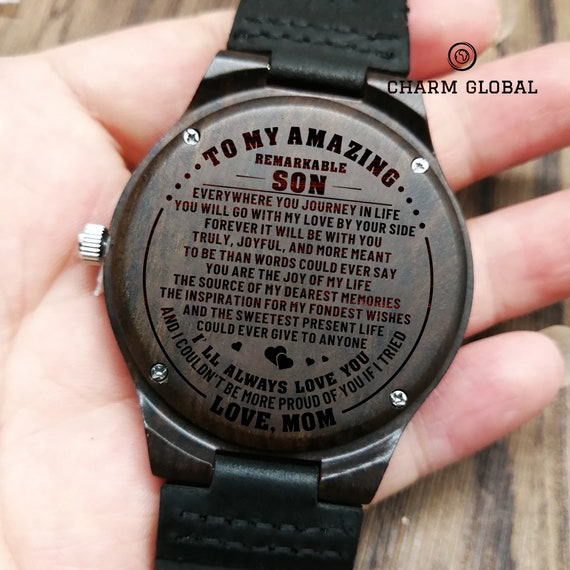 CHARM GLOBAL
TO MY AMAZING
REMARKABLE
SON
EVERYWHERE YOU JOURNEY IN LIFE
YOU WILL GO WITH MY LOVE BY YOUR SIDE
FOREVER IT WILL BE WITH YOU
TRULY, JOYFUL, AND MORE MEANT
TO BE THAN WORDS COULD EVER SAY
YOU ARE THE JOY OF MY LIFE
THE SOURCE OF MY DEAREST MEMORIES
THE INSPIRATION FOR MY FONDEST WISHES
AND THE SWEETEST PRESENT LIFE
COULD EVER GIVE TO ANYONE
I'LL ALWAYS LOVE YOU
AND I COULDN'T BE MORE PROUD OF YOU IF I TRIED
LOVE, MOM